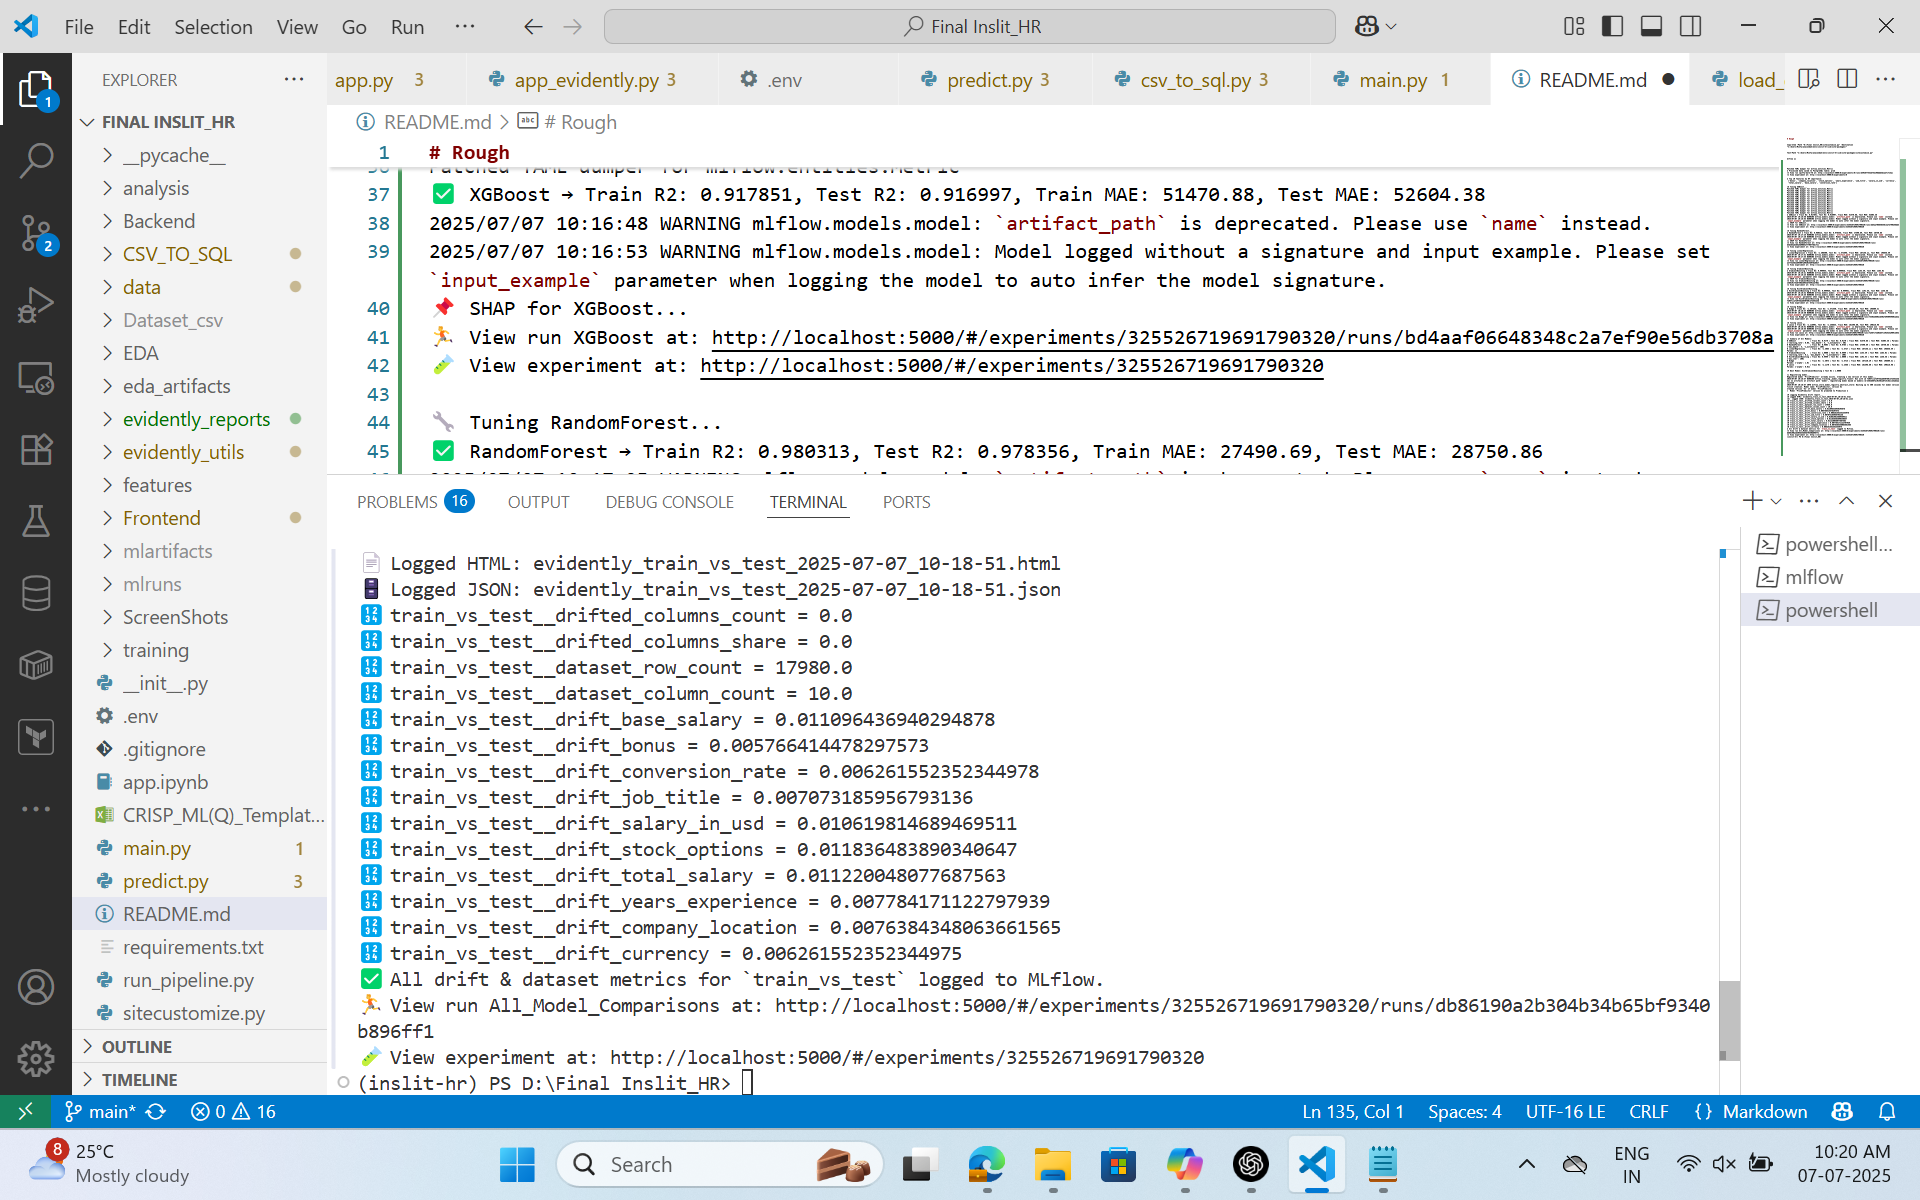 File Edit Selection View Go Run ··· Final Inslit_HR
EXPLORER ···
app.py 3 app_evidently.py 3 .env predict.py 3 csv_to_sql.py 3 main.py 1 README.md load_ ···
FINAL INSLIT_HR
__pycache__
analysis
Backend
CSV_TO_SQL
data
Dataset_csv
EDA
eda_artifacts
evidently_reports
evidently_utils
features
Frontend
mlartifacts
mlruns
ScreenShots
training
__init__.py
.env
.gitignore
app.ipynb
CRISP_ML(Q)_Templat...
main.py 1
predict.py 3
README.md
requirements.txt
run_pipeline.py
sitecustomize.py
OUTLINE
TIMELINE
1
2
README.md > # Rough
1 # Rough
36 Patched YAML dumper for mlflow.entities.Metric
37 ✅ XGBoost → Train R2: 0.917851, Test R2: 0.916997, Train MAE: 51470.88, Test MAE: 52604.38
38 2025/07/07 10:16:48 WARNING mlflow.models.model: `artifact_path` is deprecated. Please use `name` instead.
39 2025/07/07 10:16:53 WARNING mlflow.models.model: Model logged without a signature and input example. Please set
`input_example` parameter when logging the model to auto infer the model signature.
40 📌 SHAP for XGBoost...
41 🏃 View run XGBoost at: http://localhost:5000/#/experiments/325526719691790320/runs/bd4aaf06648348c2a7ef90e56db3708a
42 🧪 View experiment at: http://localhost:5000/#/experiments/325526719691790320
43
44 🔧 Tuning RandomForest...
45 ✅ RandomForest → Train R2: 0.980313, Test R2: 0.978356, Train MAE: 27490.69, Test MAE: 28750.86
PROBLEMS 16 OUTPUT DEBUG CONSOLE TERMINAL PORTS
📄 Logged HTML: evidently_train_vs_test_2025-07-07_10-18-51.html
Logged JSON: evidently_train_vs_test_2025-07-07_10-18-51.json
🔢 train_vs_test__drifted_columns_count = 0.0
🔢 train_vs_test__drifted_columns_share = 0.0
🔢 train_vs_test__dataset_row_count = 17980.0
🔢 train_vs_test__dataset_column_count = 10.0
🔢 train_vs_test__drift_base_salary = 0.011096436940294878
🔢 train_vs_test__drift_bonus = 0.005766414478297573
🔢 train_vs_test__drift_conversion_rate = 0.006261552352344978
🔢 train_vs_test__drift_job_title = 0.007073185956793136
🔢 train_vs_test__drift_salary_in_usd = 0.010619814689469511
🔢 train_vs_test__drift_stock_options = 0.011836483890340647
🔢 train_vs_test__drift_total_salary = 0.011220048077687563
🔢 train_vs_test__drift_years_experience = 0.007784171122797939
🔢 train_vs_test__drift_company_location = 0.0076384348063661565
🔢 train_vs_test__drift_currency = 0.006261552352344975
✅ All drift & dataset metrics for `train_vs_test` logged to MLflow.
🏃 View run All_Model_Comparisons at: http://localhost:5000/#/experiments/325526719691790320/runs/db86190a2b304b34b65bf9340
b896ff1
🧪 View experiment at: http://localhost:5000/#/experiments/325526719691790320
(inslit-hr) PS D:\Final Inslit_HR>
powershell...
mlflow
powershell
main* 0 16 Ln 135, Col 1 Spaces: 4 UTF-16 LE CRLF {} Markdown
8 25°C
Mostly cloudy
Search
ENG
IN
10:20 AM
07-07-2025